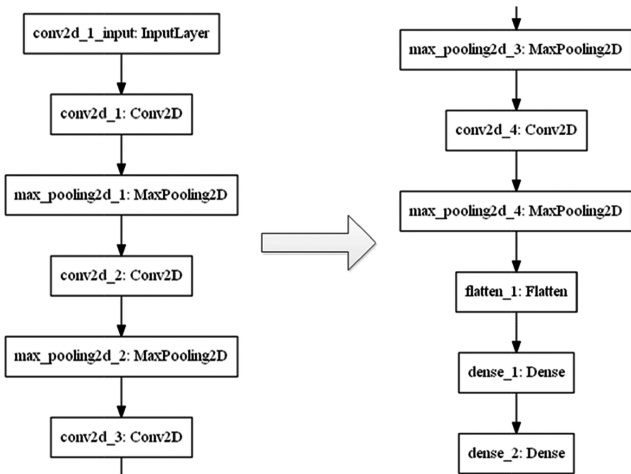 conv2d_1_input: InputLayer
conv2d_1: Conv2D
max_pooling2d_1: MaxPooling2D
conv2d_2: Conv2D
max_pooling2d_2: MaxPooling2D
conv2d_3: Conv2D
max_pooling2d_3: MaxPooling2D
conv2d_4: Conv2D
max_pooling2d_4: MaxPooling2D
flatten_1: Flatten
dense_1: Dense
dense_2: Dense